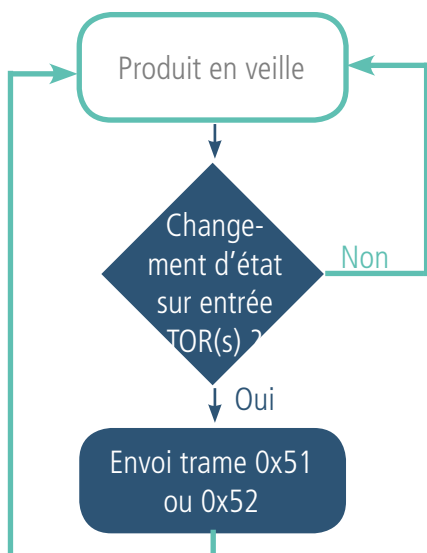 Produit en veille
Change-
ment d'état
sur entrée
TOR(s) ?
Non
Oui
Envoi trame 0x51
ou 0x52